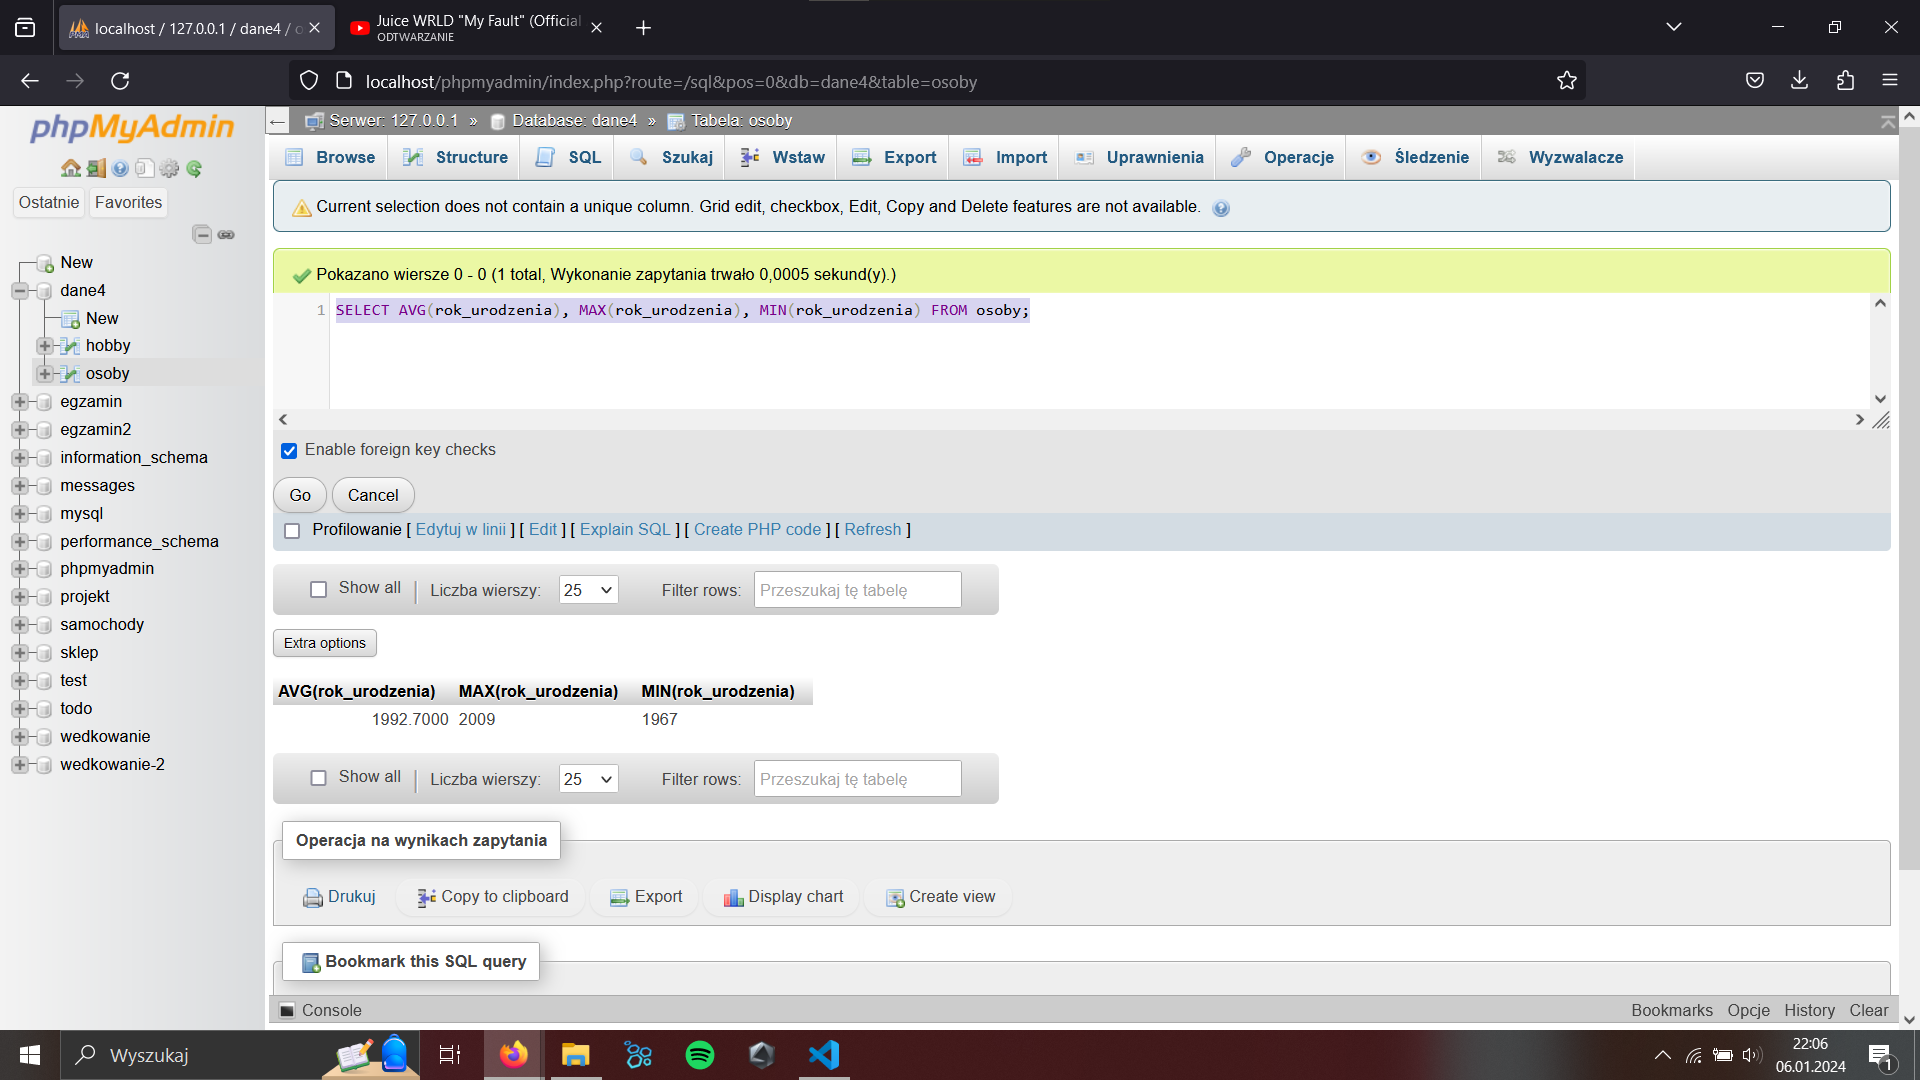 localhost / 127.0.0.1 / dane4 / o
Juice WRLD "My Fault" (Official
ODTWARZANIE
localhost/phpmyadmin/index.php?route=/sql&pos=0&db=dane4&table=osoby
phpMyAdmin
Ostatnie Favorites
New
dane4
New
hobby
osoby
egzamin
egzamin2
information_schema
messages
mysql
performance_schema
phpmyadmin
projekt
samochody
sklep
test
todo
wedkowanie
wedkowanie-2
Serwer: 127.0.0.1 » Database: dane4 » Tabela: osoby
Browse Structure SQL Szukaj Wstaw Export Import Uprawnienia Operacje Śledzenie Wyzwalacze
Current selection does not contain a unique column. Grid edit, checkbox, Edit, Copy and Delete features are not available.
Pokazano wiersze 0 - 0 (1 total, Wykonanie zapytania trwało 0,0005 sekund(y).)
1 SELECT AVG(rok_urodzenia), MAX(rok_urodzenia), MIN(rok_urodzenia) FROM osoby;
Enable foreign key checks
Go Cancel
Profilowanie [ Edytuj w linii ] [ Edit ] [ Explain SQL ] [ Create PHP code ] [ Refresh ]
Show all | Liczba wierszy: 25 Filter rows: Przeszukaj tę tabelę
Extra options
AVG(rok_urodzenia) MAX(rok_urodzenia) MIN(rok_urodzenia)
1992.7000 2009 1967
Show all | Liczba wierszy: 25 Filter rows: Przeszukaj tę tabelę
Operacja na wynikach zapytania
Drukuj Copy to clipboard Export Display chart Create view
Bookmark this SQL query
Console Bookmarks Opcje History Clear
Wyszukaj
22:06
06.01.2024
1